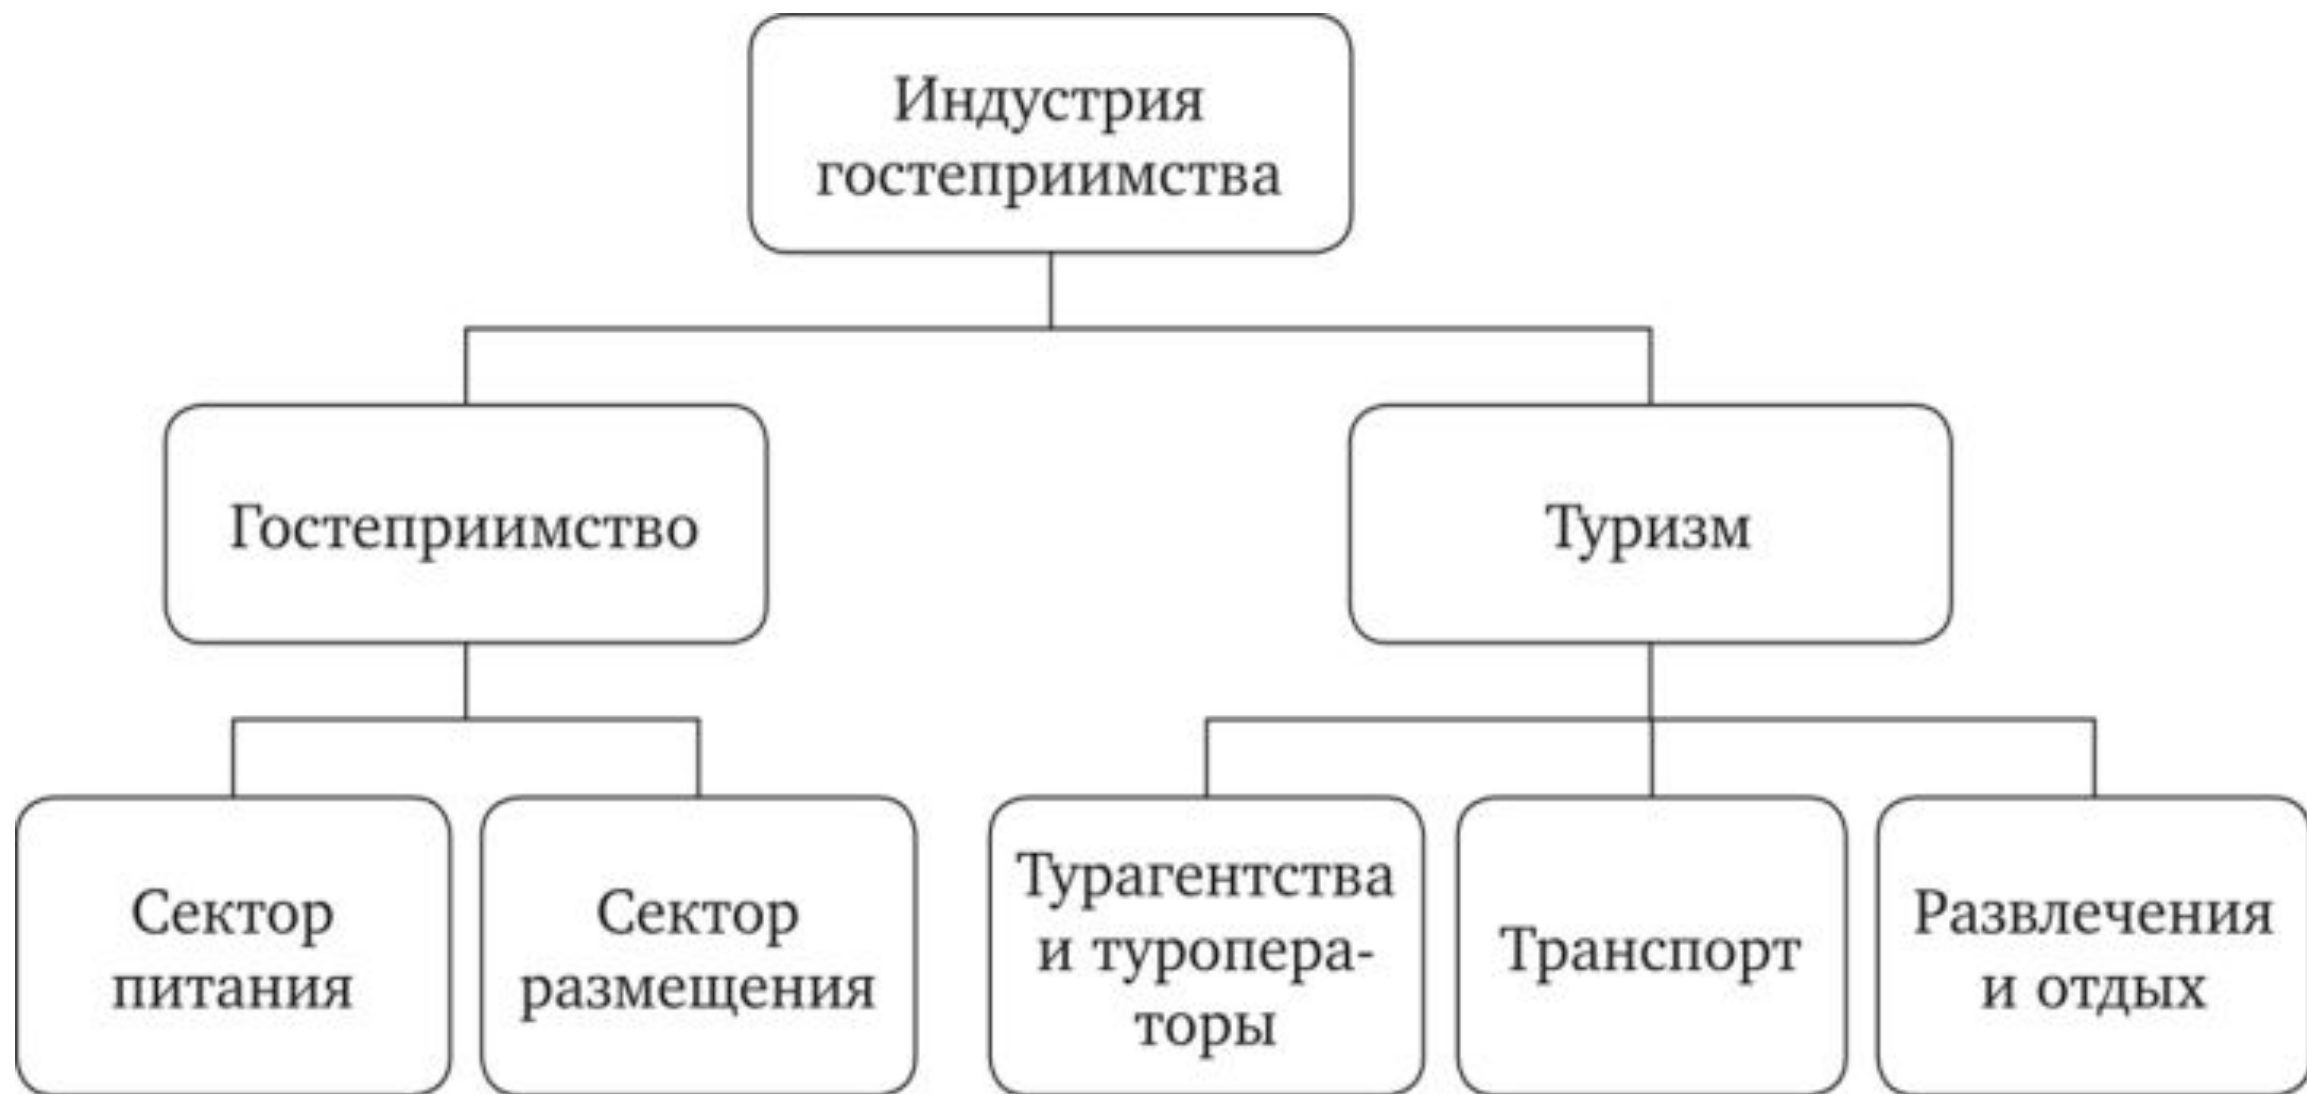 Индустрия
гостеприимства
Гостеприимство
Туризм
Сектор
питания
Сектор
размещения
Турагентства
и туропера-
торы
Транспорт
Развлечения
и отдых